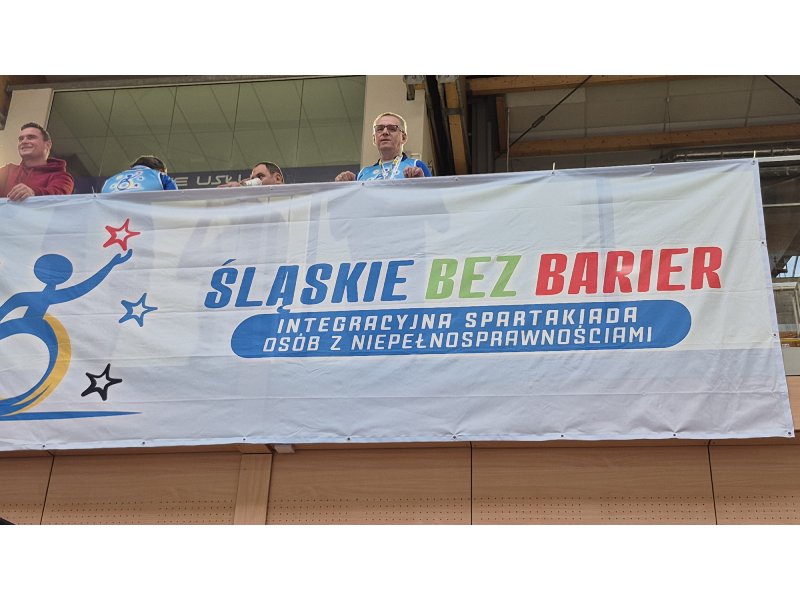 ŚLĄSKIE BEZ BARIER
INTEGRACYJNA SPARTAKIADA
OSÓB Z NIEPEŁNOSPRAWNOŚCIAMI